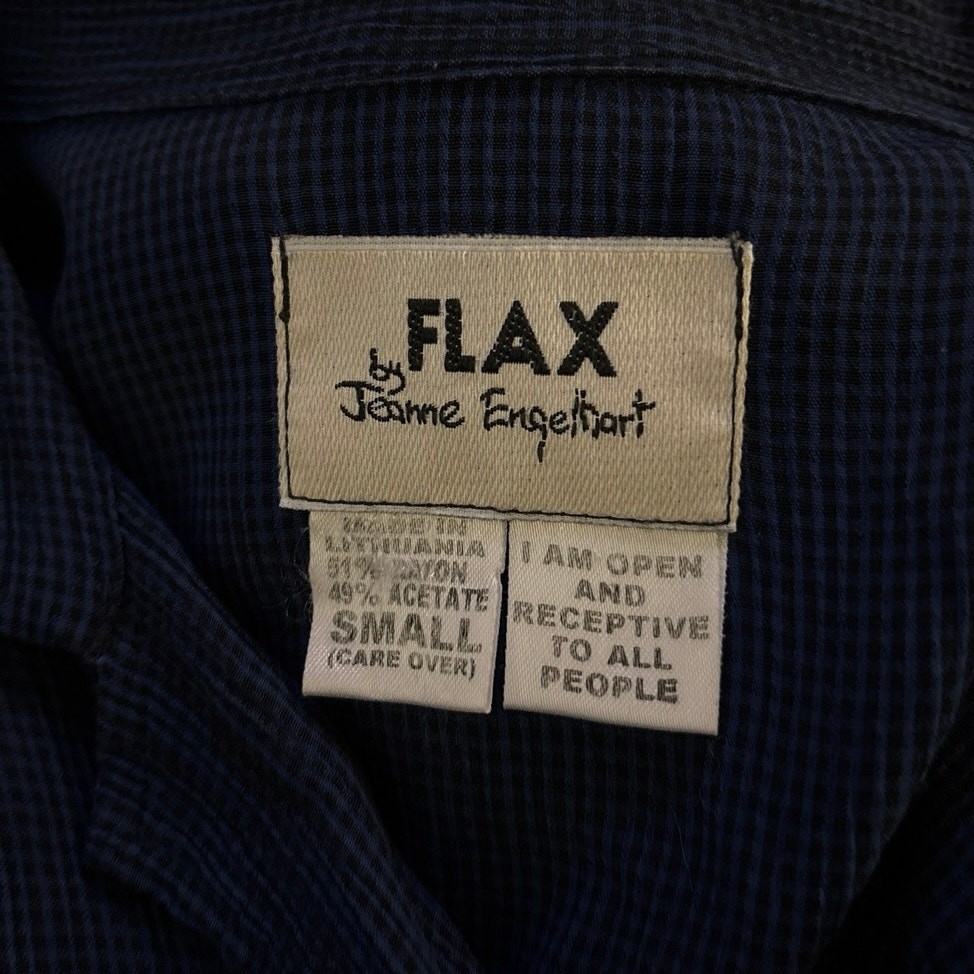 FLAX
by
Jeanne Engelhart
MADE IN
LITHUANIA
51% RAYON
49% ACETATE
SMALL
(CARE OVER)
I AM OPEN
AND
RECEPTIVE
TO ALL
PEOPLE